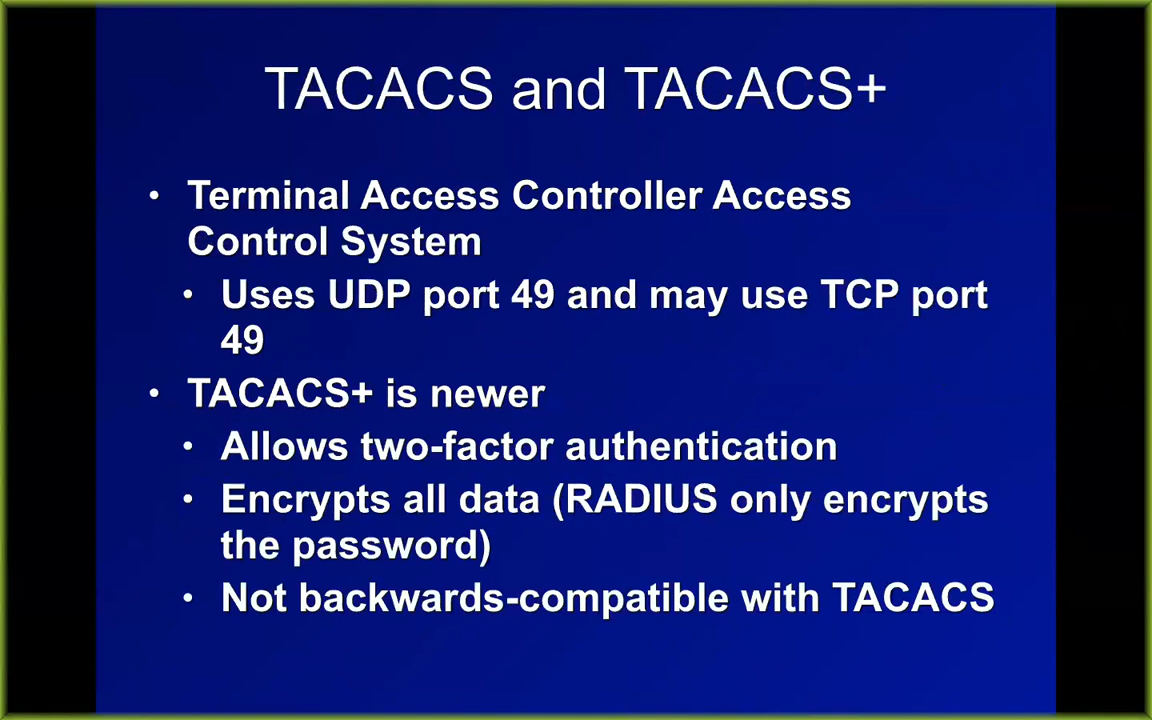 TACACS and TACACS+
• Terminal Access Controller Access
Control System
• Uses UDP port 49 and may use TCP port
49
• TACACS+ is newer
• Allows two-factor authentication
• Encrypts all data (RADIUS only encrypts
the password)
• Not backwards-compatible with TACACS